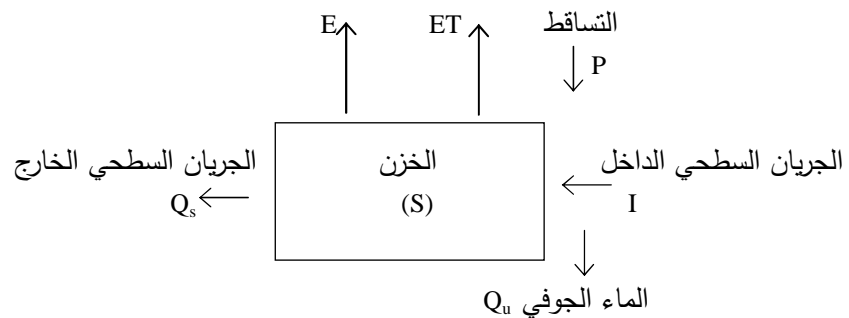 التساقط
ET
E
P
الجريان السطحي الداخل
الخزن
الجريان السطحي الخارج
I
(S)
Qs
الماء الجوفي Qu